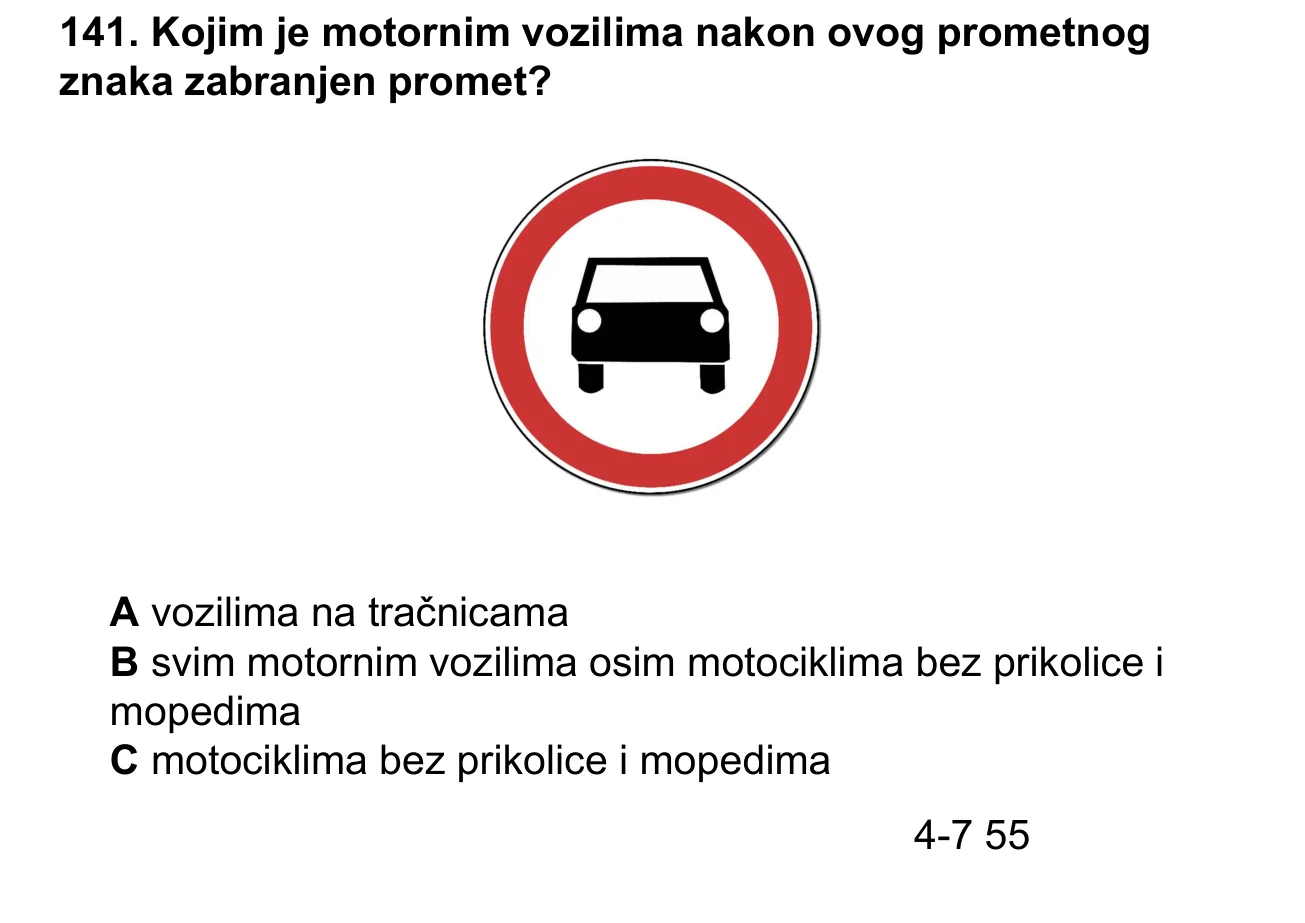 141. Kojim je motornim vozilima nakon ovog prometnog
znaka zabranjen promet?
A vozilima na tračnicama
B svim motornim vozilima osim motociklima bez prikolice i
mopedima
C motociklima bez prikolice i mopedima
4-7 55